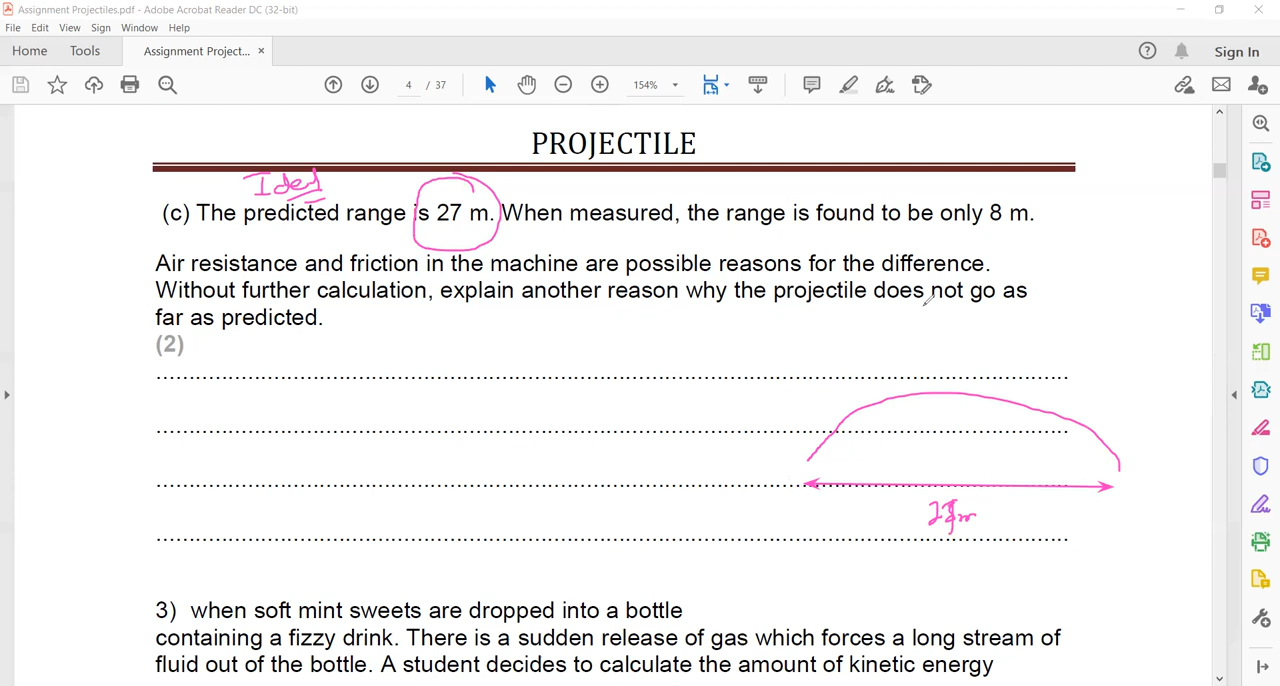 Assignment Projectiles.pdf - Adobe Acrobat Reader DC (32-bit)
File Edit View Sign Window Help
Home Tools Assignment Project... × Sign In
4 / 37 154%
PROJECTILE
Ideal
(c) The predicted range is 27 m. When measured, the range is found to be only 8 m.
Air resistance and friction in the machine are possible reasons for the difference.
Without further calculation, explain another reason why the projectile does not go as
far as predicted.
(2)
27m
3) when soft mint sweets are dropped into a bottle
containing a fizzy drink. There is a sudden release of gas which forces a long stream of
fluid out of the bottle. A student decides to calculate the amount of kinetic energy